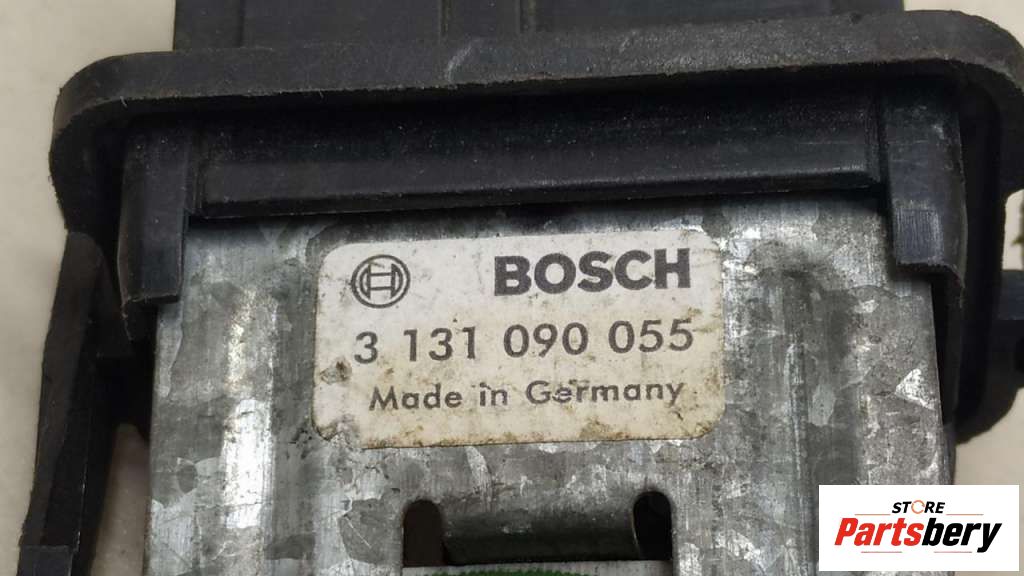 BOSCH
3 131 090 055
Made in Germany
STORE
Partsbery